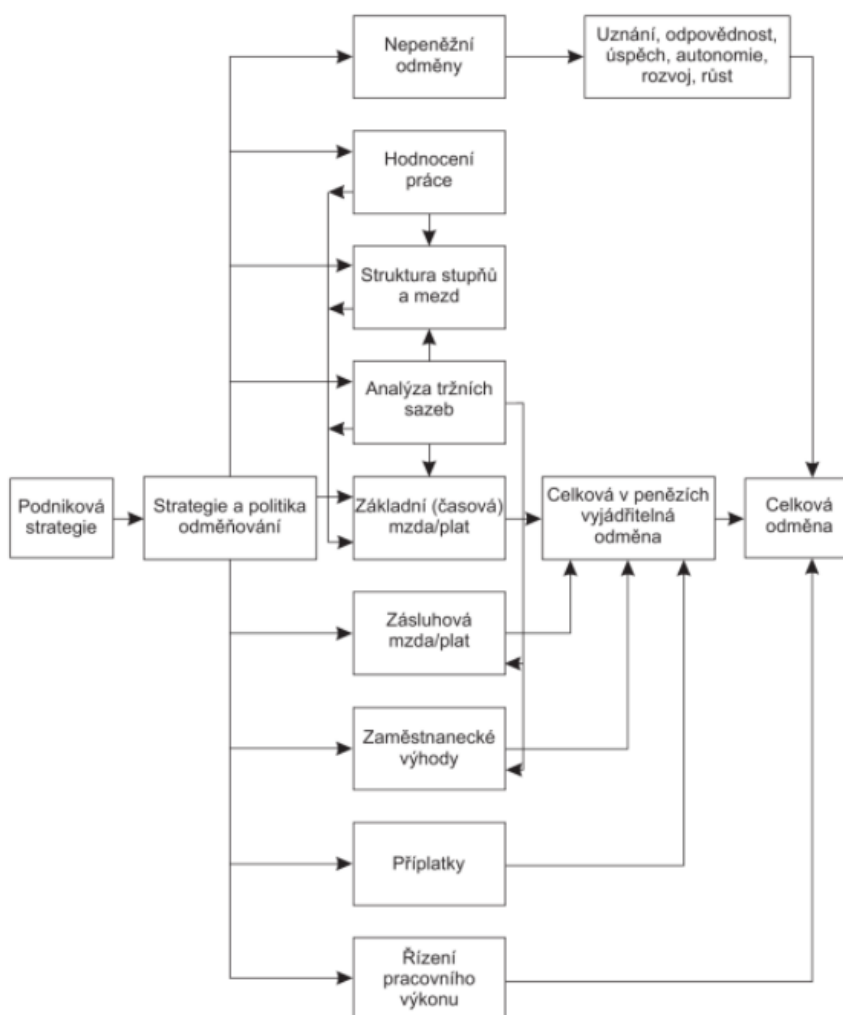 Nepeněžní
odměny
Uznání, odpovědnost,
úspěch, autonomie,
rozvoj, růst
Hodnocení
práce
Struktura stupňů
a mezd
Analýza tržních
sazeb
Podniková
strategie
Strategie a politika
odměňování
Základní (časová)
mzda/plat
Celková v penězích
vyjádřitelná
odměna
Celková
odměna
Zásluhová
mzda/plat
Zaměstnanecké
výhody
Příplatky
Řízení
pracovního
výkonu